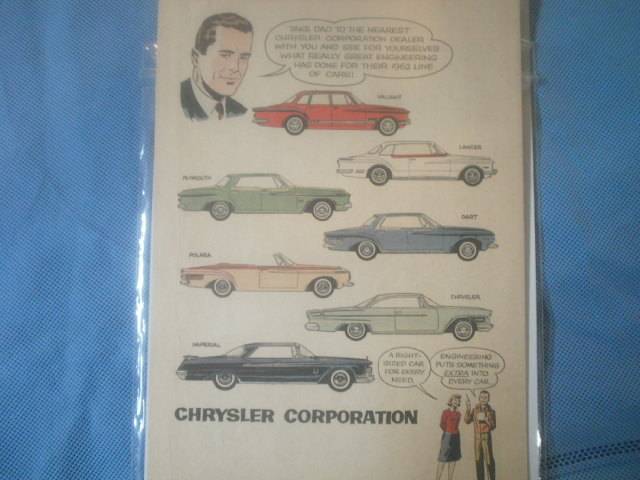 TAKE DAD TO THE NEAREST
CHRYSLER CORPORATION DEALER
WITH YOU AND SEE FOR YOURSELVES
WHAT REALLY GREAT ENGINEERING
HAS DONE FOR THEIR 1962 LINE
OF CARS!
VALIANT
LANCER
PLYMOUTH
DART
POLARA
CHRYSLER
IMPERIAL
A RIGHT-
SIZED CAR
FOR EVERY
NEED.
ENGINEERING
PUTS SOMETHING
EXTRA INTO
EVERY CAR.
CHRYSLER CORPORATION